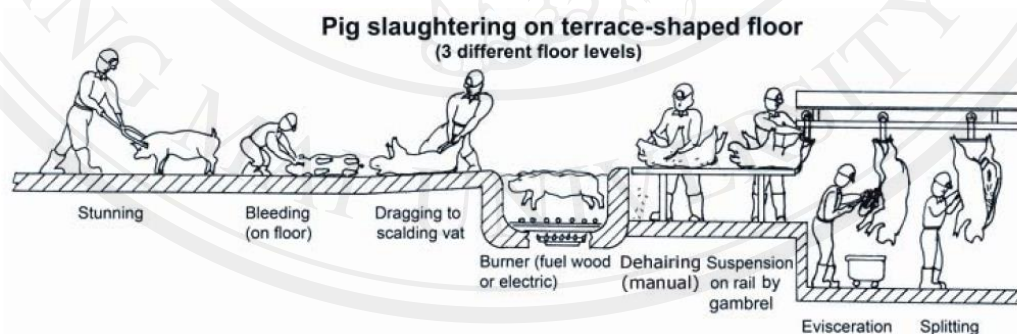 Pig slaughtering on terrace-shaped floor
(3 different floor levels)
Stunning
Bleeding
(on floor)
Dragging to
scalding vat
Burner (fuel wood
or electric)
Dehairing
(manual)
Suspension
on rail by
gambrel
Evisceration
Splitting